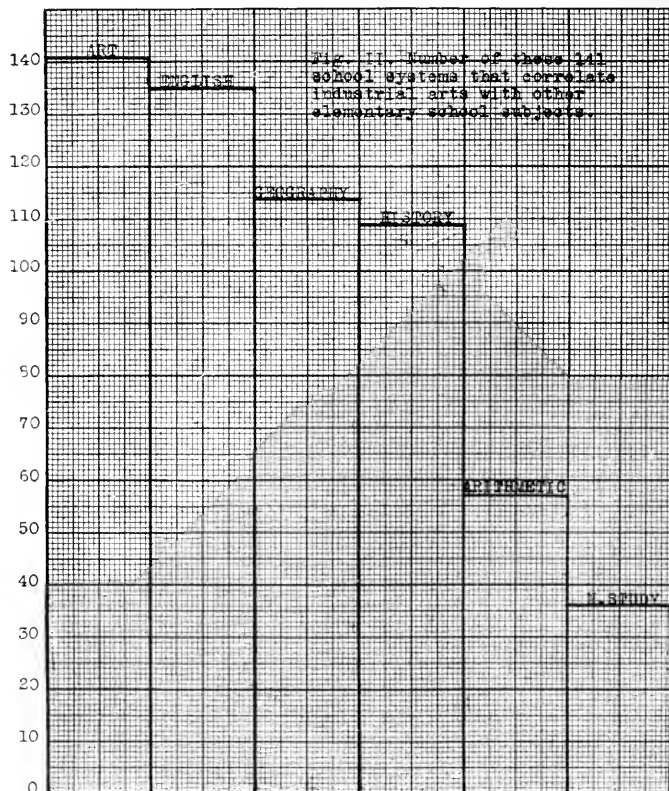 140
130
120
110
100
90
80
70
60
50
40
30
20
10
0
ART
ENGLISH
GEOGRAPHY
HISTORY
ARITHMETIC
N.STUDY
Fig. II. Number of these 141
school systems that correlate
industrial arts with other
elementary school subjects.